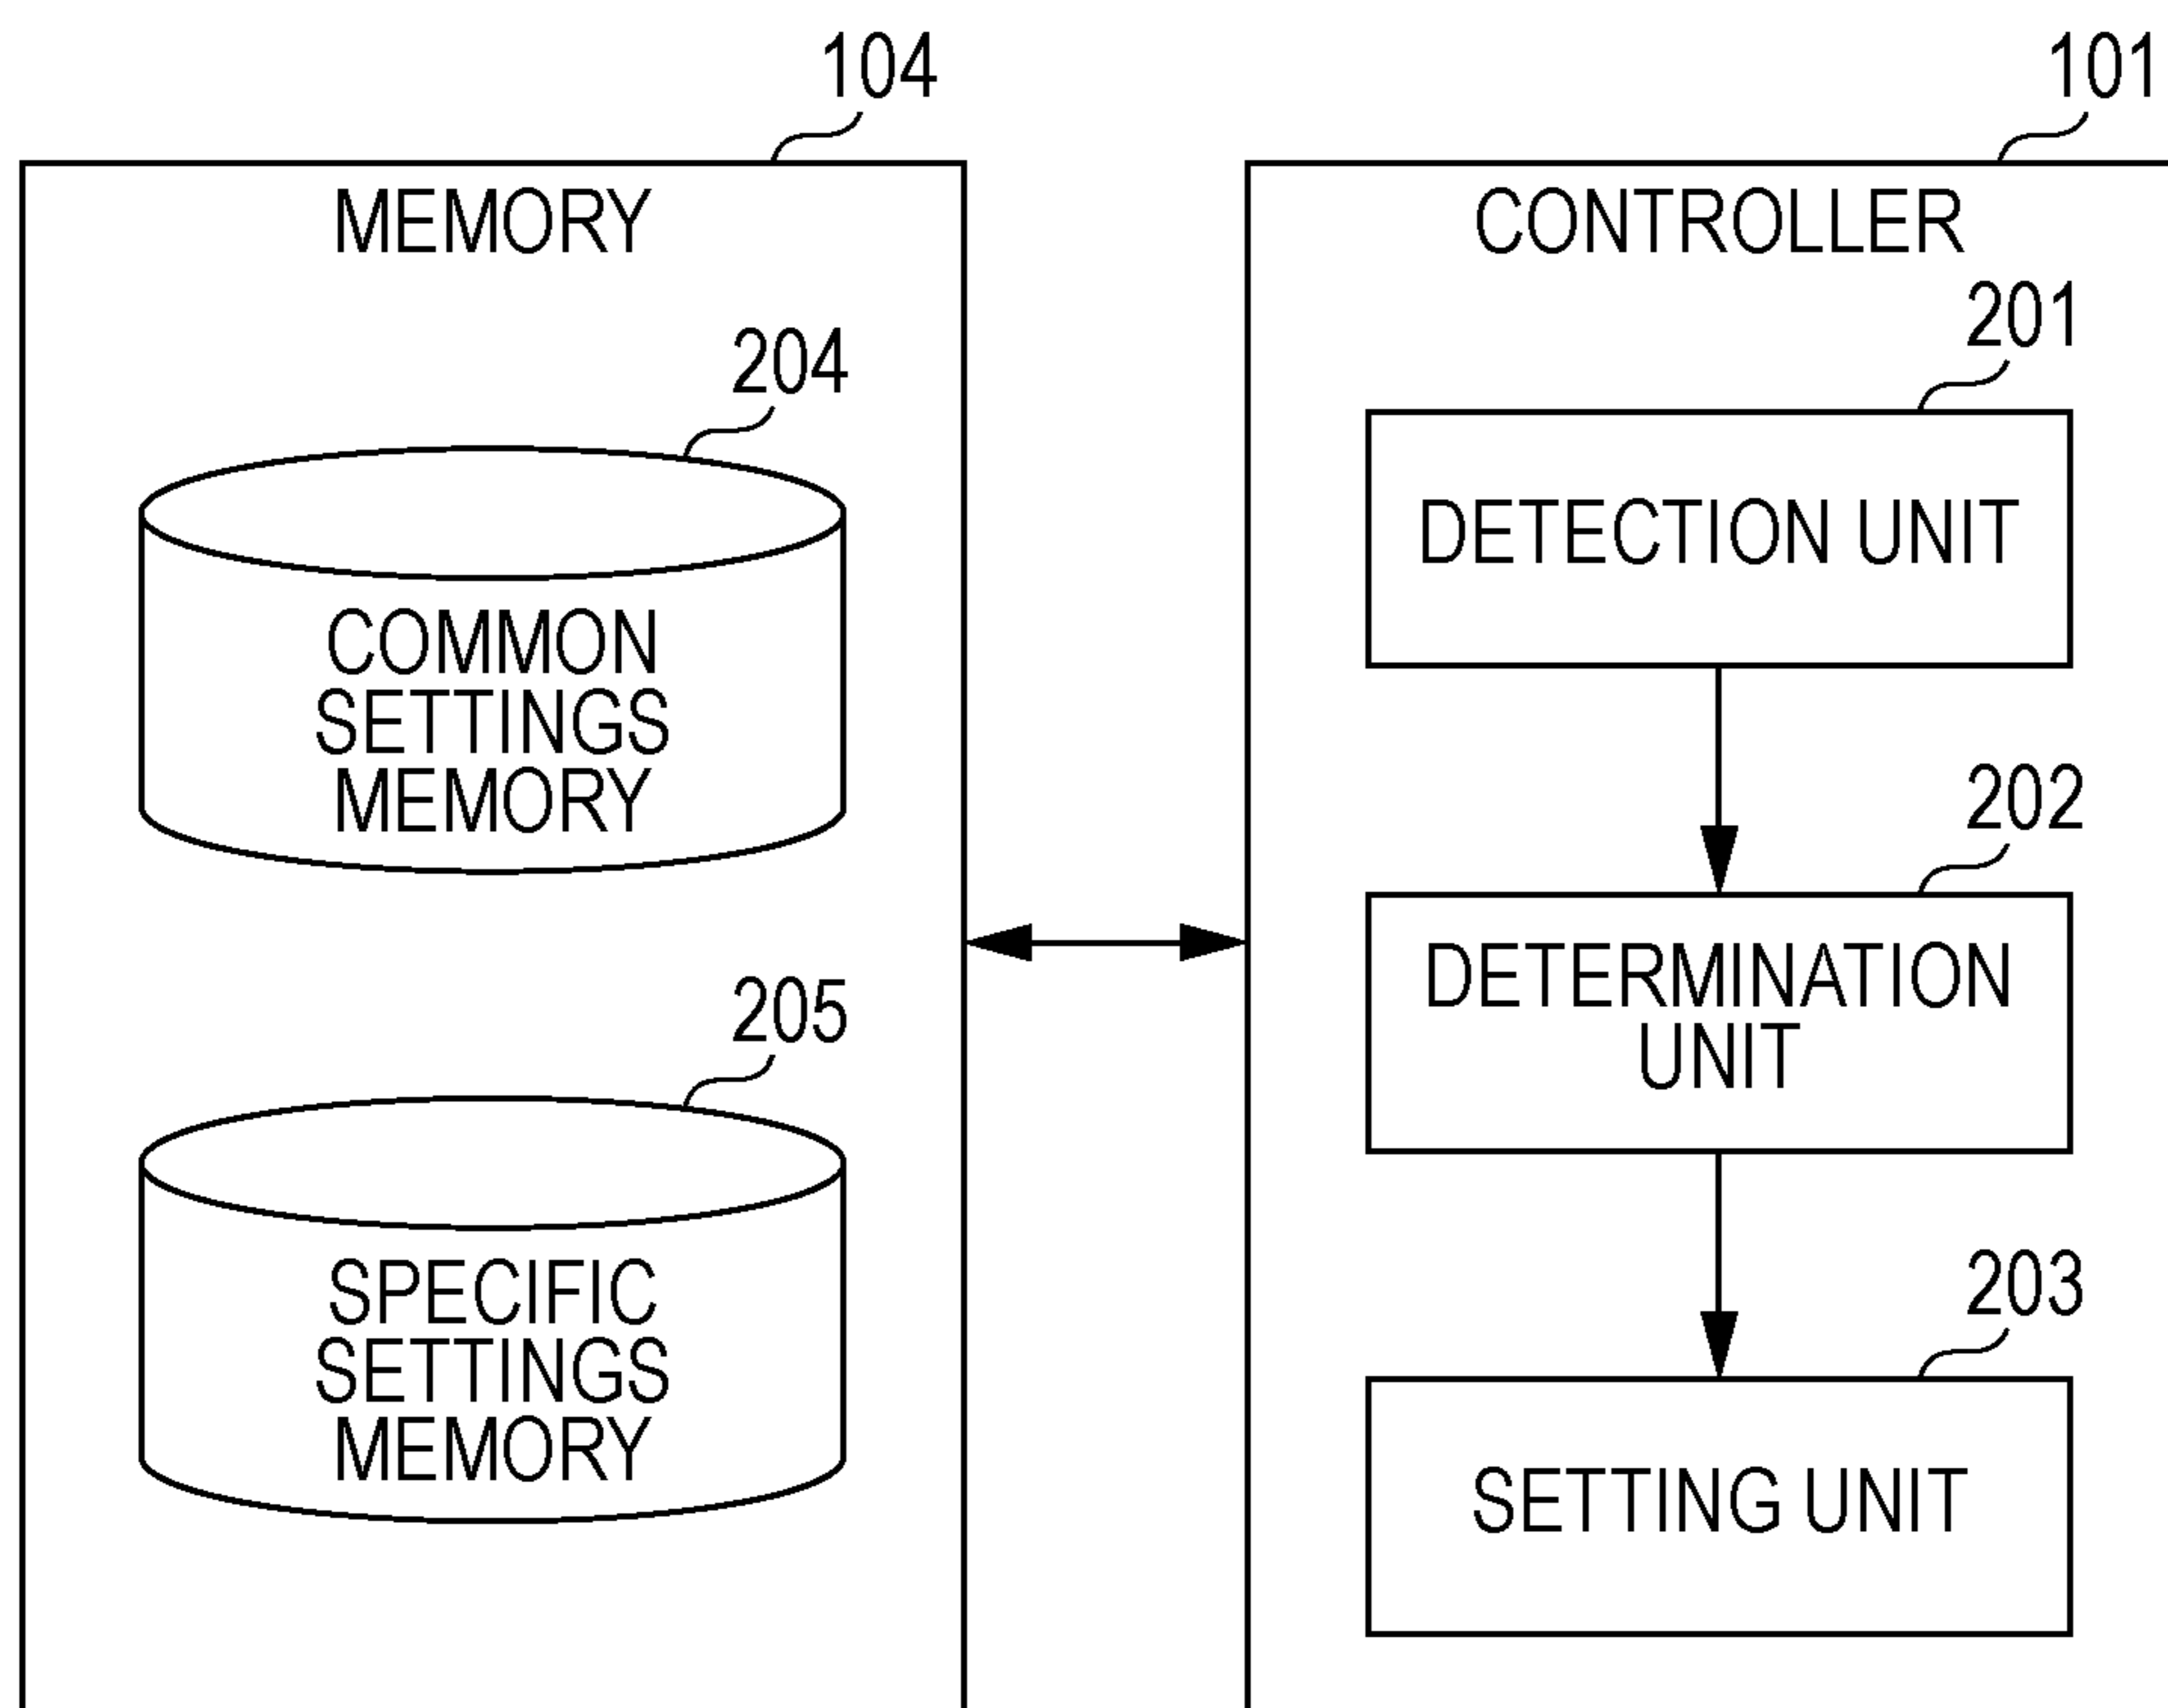 104
MEMORY
204
COMMON
SETTINGS
MEMORY
205
SPECIFIC
SETTINGS
MEMORY
101
CONTROLLER
201
DETECTION UNIT
202
DETERMINATION
UNIT
203
SETTING UNIT